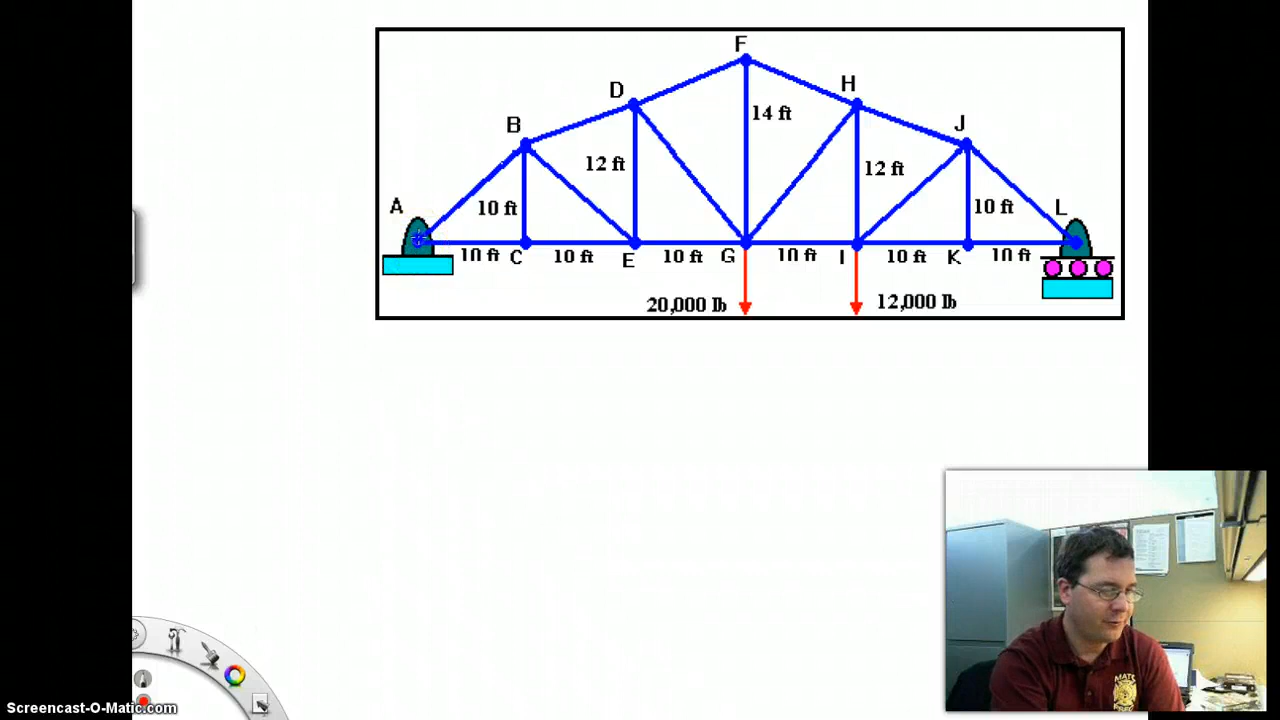 F
D
H
14 ft
B
J
12 ft
12 ft
A
10 ft
10 ft
L
10 ft
C
10 ft
E
10 ft
G
10 ft
I
10 ft
K
10 ft
20,000 lb
12,000 lb
MATC
Screencast-O-Matic.com